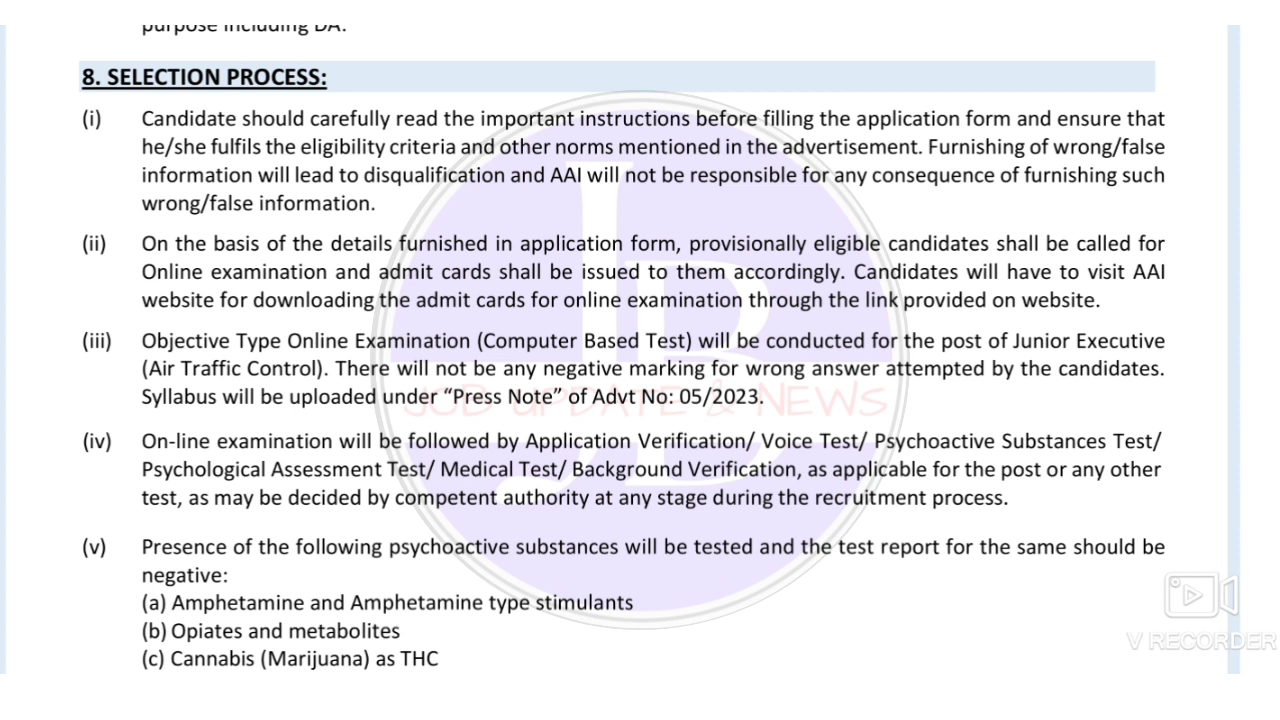 purpose including DA.
8. SELECTION PROCESS:
(i) Candidate should carefully read the important instructions before filling the application form and ensure that
he/she fulfils the eligibility criteria and other norms mentioned in the advertisement. Furnishing of wrong/false
information will lead to disqualification and AAI will not be responsible for any consequence of furnishing such
wrong/false information.
(ii) On the basis of the details furnished in application form, provisionally eligible candidates shall be called for
Online examination and admit cards shall be issued to them accordingly. Candidates will have to visit AAI
website for downloading the admit cards for online examination through the link provided on website.
(iii) Objective Type Online Examination (Computer Based Test) will be conducted for the post of Junior Executive
(Air Traffic Control). There will not be any negative marking for wrong answer attempted by the candidates.
Syllabus will be uploaded under “Press Note” of Advt No: 05/2023.
JOB UPDATE & NEWS
(iv) On-line examination will be followed by Application Verification/ Voice Test/ Psychoactive Substances Test/
Psychological Assessment Test/ Medical Test/ Background Verification, as applicable for the post or any other
test, as may be decided by competent authority at any stage during the recruitment process.
(v) Presence of the following psychoactive substances will be tested and the test report for the same should be
negative:
(a) Amphetamine and Amphetamine type stimulants
(b) Opiates and metabolites
(c) Cannabis (Marijuana) as THC
V RECORDER